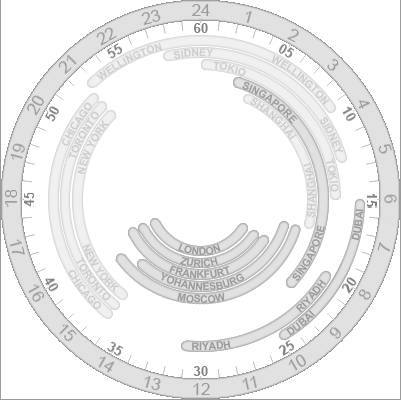 24
1
2
3
4
5
6
7
8
9
10
11
12
13
14
15
16
17
18
19
20
21
22
23
60
05
10
15
20
25
30
35
40
45
50
55
WELLINGTON
WELLINGTON
SiDNEY
SiDNEY
TOKIO
TOKIO
SINGAPORE
SINGAPORE
SHANGHAI
SHANGHAI
CHICAGO
TORONTO
NEW YORK
NEW YORK
TORONTO
CHICAGO
LONDON
ZURICH
FRANKFURT
YOHANNESBURG
MOSCOW
DUBAI
RIYADH
DUBAI
RIYADH